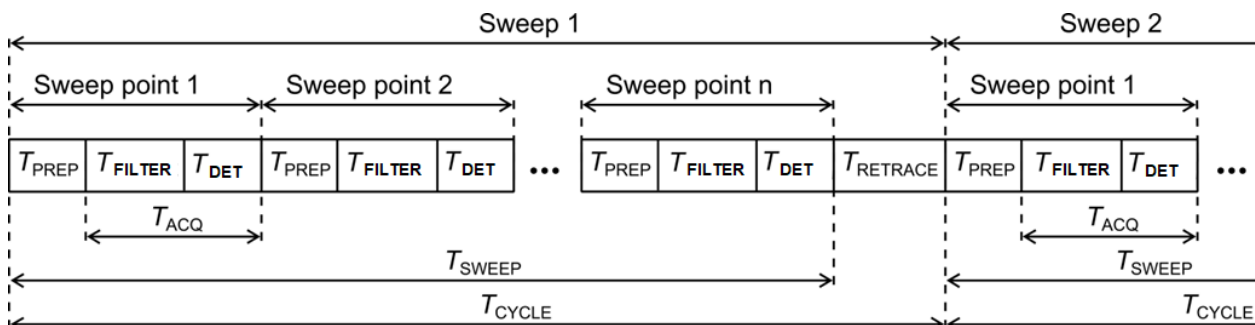 Sweep 1 Sweep 2
Sweep point 1 Sweep point 2 Sweep point n Sweep point 1
TPREP TFILTER TDET TPREP TFILTER TDET ... TPREP TFILTER TDET TRETRACE TPREP TFILTER TDET ...
TACQ TACQ
TSWEEP TSWEEP
TCYCLE TCYCLE